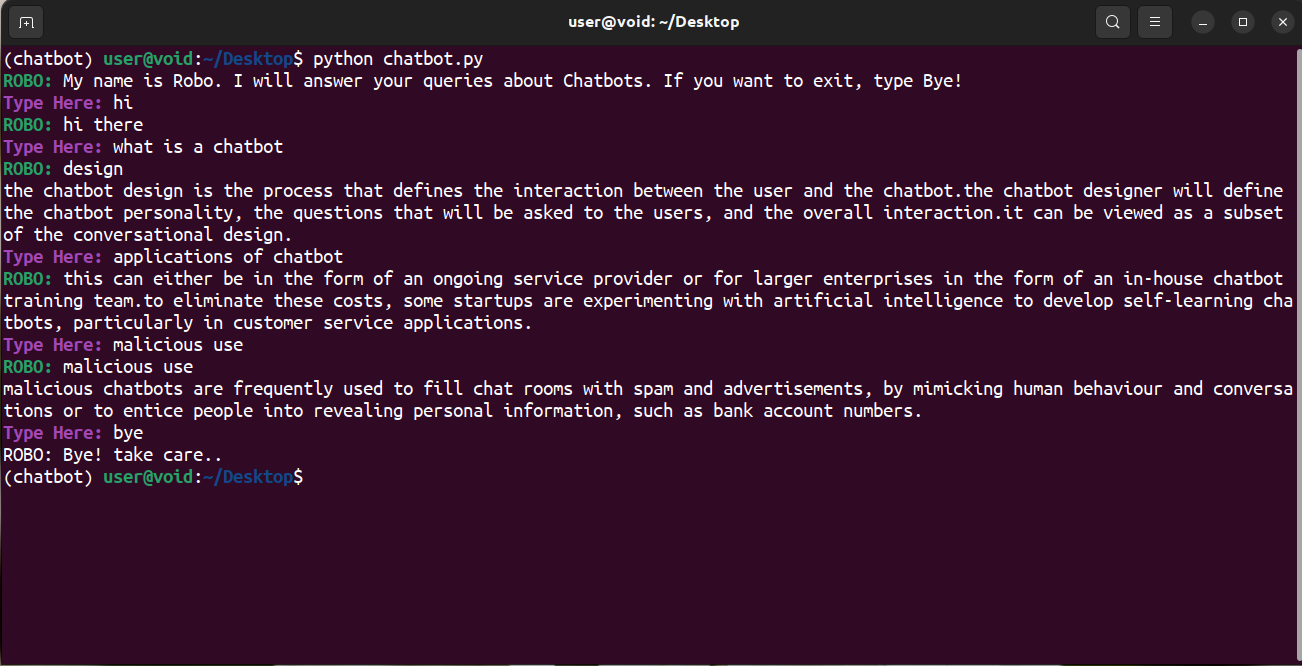 user@void: ~/Desktop
(chatbot) user@void:~/Desktop$ python chatbot.py
ROBO: My name is Robo. I will answer your queries about Chatbots. If you want to exit, type Bye!
Type Here: hi
ROBO: hi there
Type Here: what is a chatbot
ROBO: design
the chatbot design is the process that defines the interaction between the user and the chatbot.the chatbot designer will define
the chatbot personality, the questions that will be asked to the users, and the overall interaction.it can be viewed as a subset
of the conversational design.
Type Here: applications of chatbot
ROBO: this can either be in the form of an ongoing service provider or for larger enterprises in the form of an in-house chatbot
training team.to eliminate these costs, some startups are experimenting with artificial intelligence to develop self-learning cha
tbots, particularly in customer service applications.
Type Here: malicious use
ROBO: malicious use
malicious chatbots are frequently used to fill chat rooms with spam and advertisements, by mimicking human behaviour and conversa
tions or to entice people into revealing personal information, such as bank account numbers.
Type Here: bye
ROBO: Bye! take care..
(chatbot) user@void:~/Desktop$